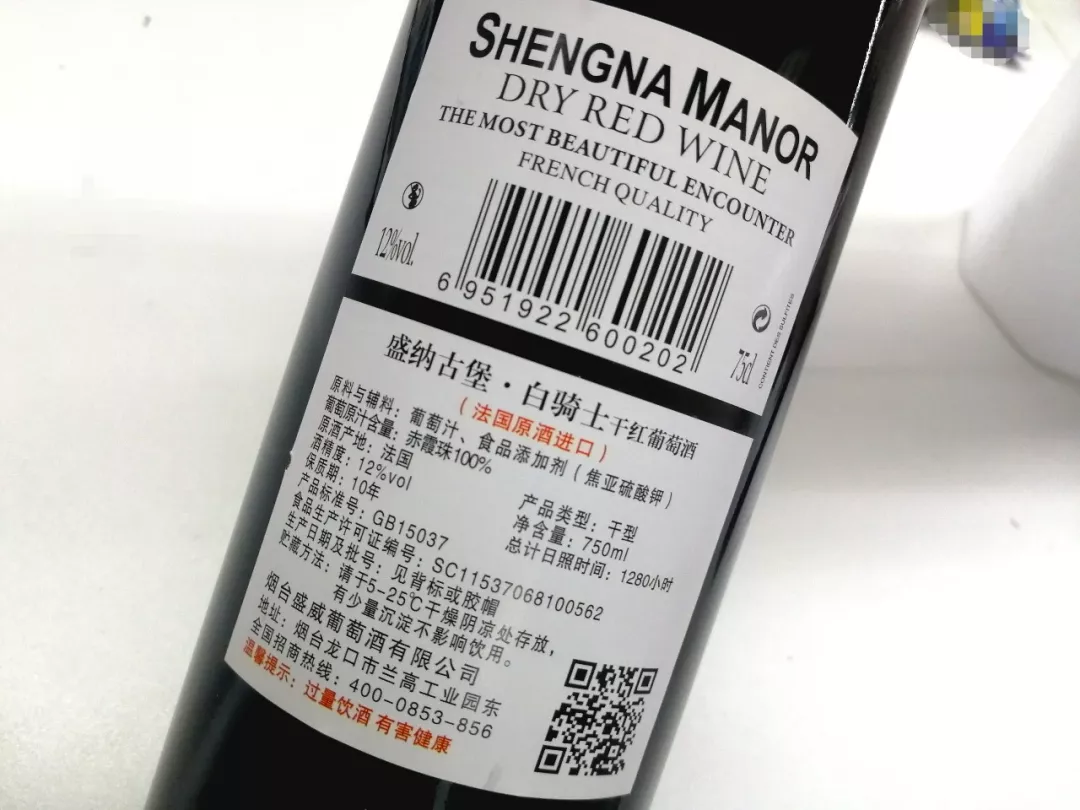 SHENGNA MANOR
DRY RED WINE
THE MOST BEAUTIFUL ENCOUNTER
FRENCH QUALITY
12%vol.
6 951922 600202
75cl
CONTIENT DES SULFITES
盛纳古堡·白骑士干红葡萄酒
(法国原酒进口)
原料与辅料:葡萄汁、食品添加剂(焦亚硫酸钾)
葡萄原汁含量:赤霞珠100%
原酒产地:法国
产品类型:干型
酒精度:12%vol
净含量:750ml
保质期:10年
总计日照时间:1280小时
产品标准号:GB15037
食品生产许可证编号:SC11537068100562
生产日期及批号:见背标或胶帽
贮藏方法:请于5-25℃干燥阴凉处存放,
有少量沉淀不影响饮用。
烟台盛威葡萄酒有限公司
地址:烟台龙口市兰高工业园东
全国招商热线:400-0853-856
温馨提示:过量饮酒 有害健康